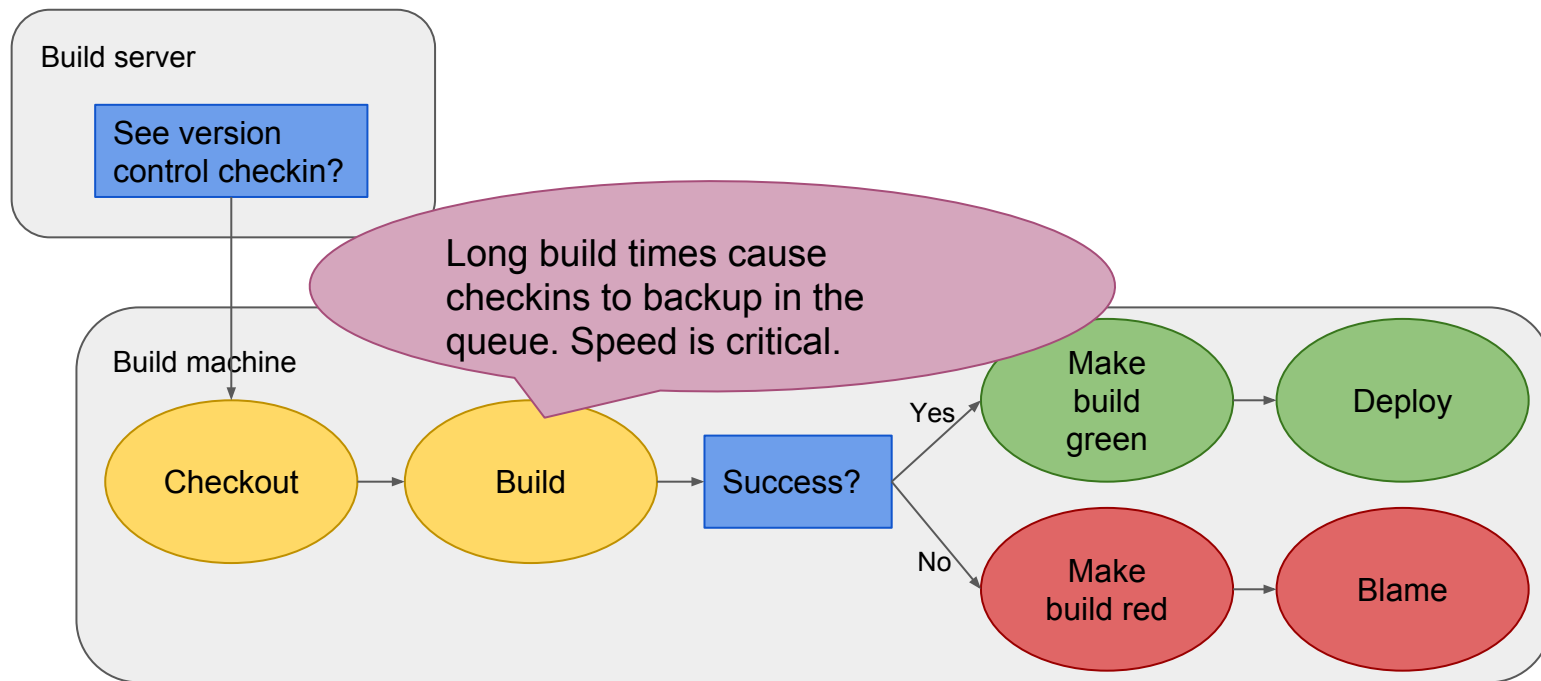 Build server
See version
control checkin?
Long build times cause
checkins to backup in the
queue. Speed is critical.
Build machine
Checkout
Build
Success?
Yes
No
Make
build
green
Deploy
Make
build red
Blame